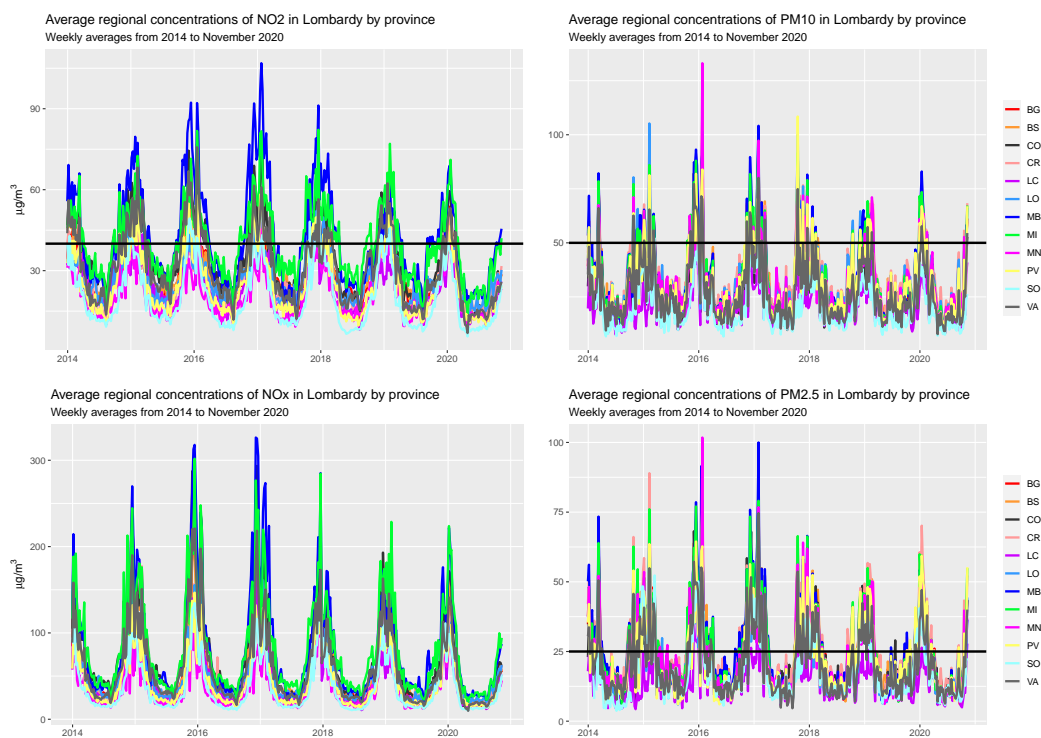 Average regional concentrations of NO2 in Lombardy by province
Weekly averages from 2014 to November 2020
µg/m³
90
60
30
2014 2016 2018 2020
Average regional concentrations of PM10 in Lombardy by province
Weekly averages from 2014 to November 2020
100
50
2014 2016 2018 2020
BG
BS
CO
CR
LC
LO
MB
MI
MN
PV
SO
VA
Average regional concentrations of NOx in Lombardy by province
Weekly averages from 2014 to November 2020
µg/m³
300
200
100
0
2014 2016 2018 2020
Average regional concentrations of PM2.5 in Lombardy by province
Weekly averages from 2014 to November 2020
100
75
50
25
0
2014 2016 2018 2020
BG
BS
CO
CR
LC
LO
MB
MI
MN
PV
SO
VA